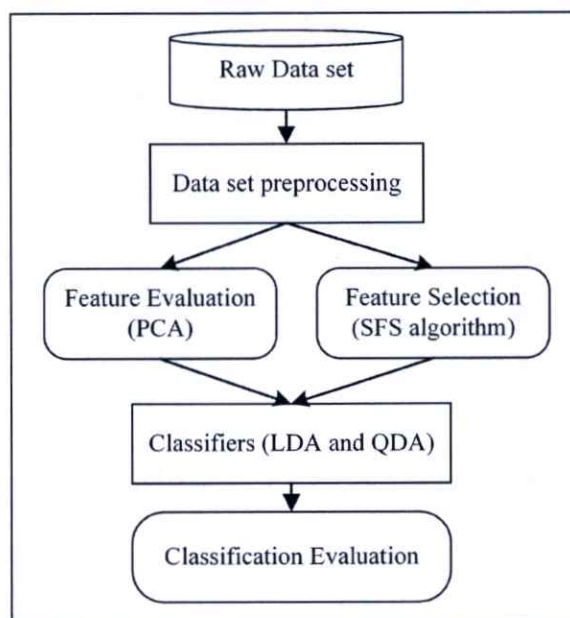 Raw Data set
Data set preprocessing
Feature Evaluation
(PCA)
Feature Selection
(SFS algorithm)
Classifiers (LDA and QDA)
Classification Evaluation